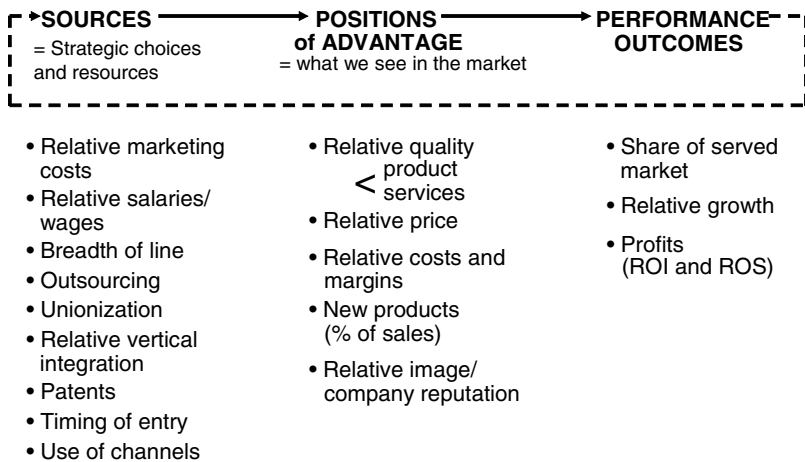 SOURCES
= Strategic choices
and resources
POSITIONS
of ADVANTAGE
= what we see in the market
PERFORMANCE
OUTCOMES
• Relative marketing
costs
• Relative salaries/
wages
• Breadth of line
• Outsourcing
• Unionization
• Relative vertical
integration
• Patents
• Timing of entry
• Use of channels
• Relative quality
< product
services
• Relative price
• Relative costs and
margins
• New products
(% of sales)
• Relative image/
company reputation
• Share of served
market
• Relative growth
• Profits
(ROI and ROS)